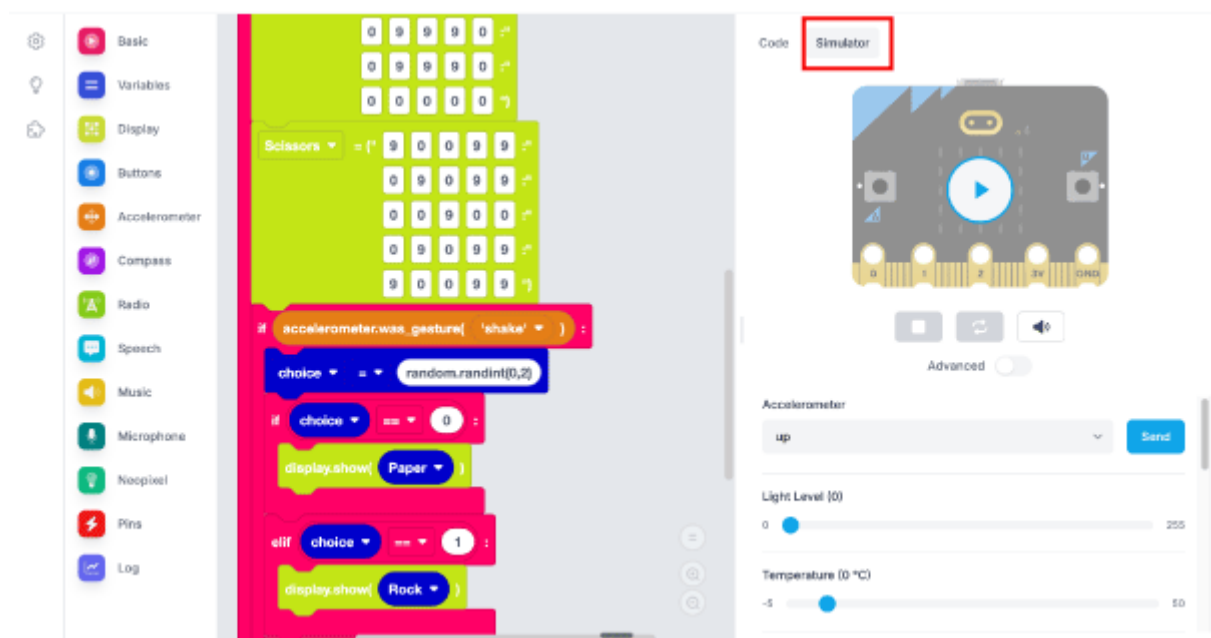 Basic
Variables
Display
Buttons
Accelerometer
Compass
Radio
Speech
Music
Microphone
Neopixel
Pins
Log
0 9 9 9 0 :"
0 9 9 9 0 :"
0 0 0 0 0 ")
Scissors = (" 9 0 0 9 9 :"
0 9 0 9 9 :"
0 0 9 0 0 :"
0 9 0 9 9 :"
9 0 0 9 9 ")
if accelerometer.was_gesture( 'shake' ) :
choice = random.randint(0,2)
if choice == 0 :
display.show( Paper )
elif choice == 1 :
display.show( Rock )
Code Simulator
A
B
0 1 2 3V GND
Advanced
Accelerometer
up Send
Light Level (0)
0 255
Temperature (0 °C)
-5 50